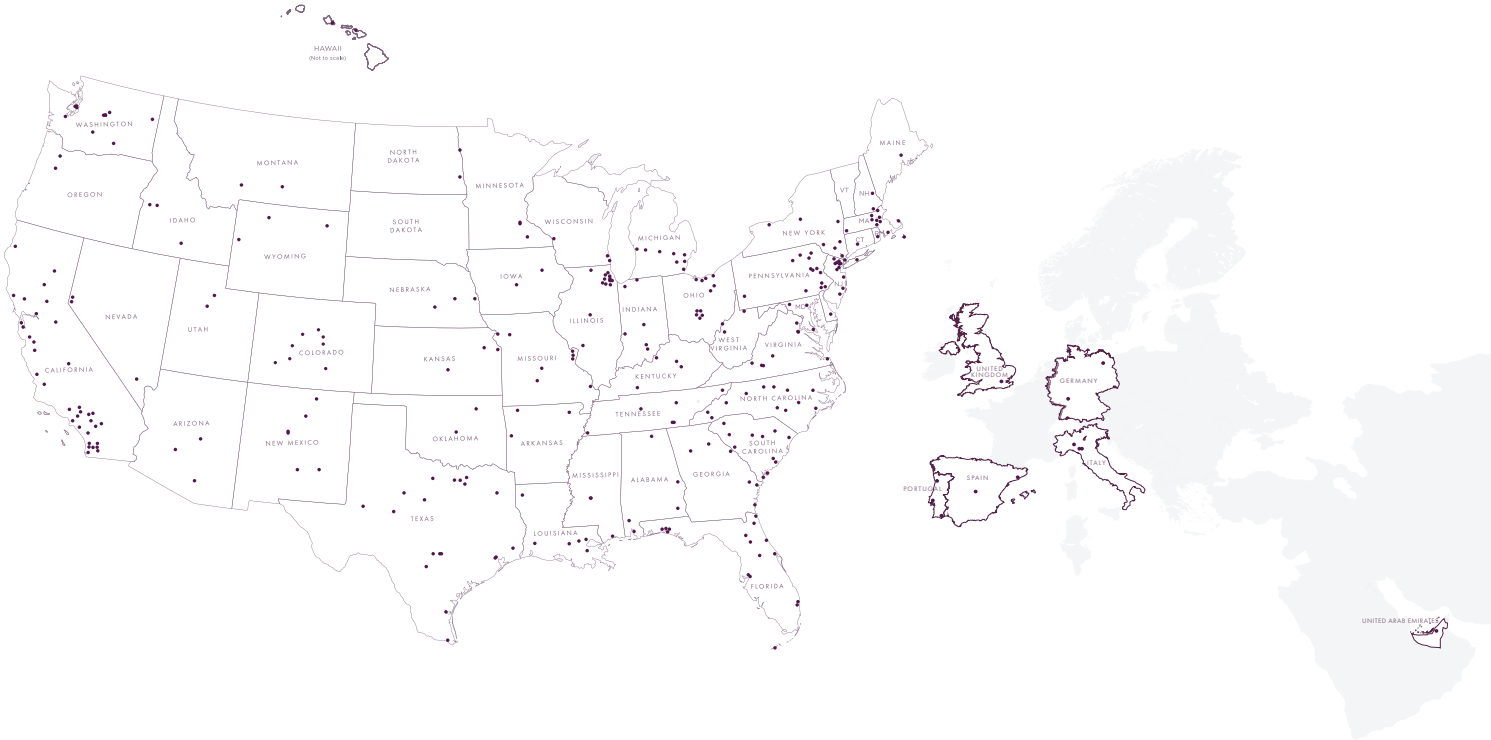 HAWAII
(Not to scale)
WASHINGTON
MAINE
NORTH
DAKOTA
MONTANA
MINNESOTA
VT
NH
OREGON
IDAHO
SOUTH
DAKOTA
WISCONSIN
MA
NEW YORK
MICHIGAN
CT
WYOMING
IOWA
PENNSYLVANIA
NEBRASKA
OHIO
NJ
NEVADA
ILLINOIS
INDIANA
MD
UTAH
COLORADO
KANSAS
MISSOURI
WEST
VIRGINIA
VIRGINIA
CALIFORNIA
KENTUCKY
UNITED
KINGDOM
GERMANY
NORTH CAROLINA
TENNESSEE
ARIZONA
NEW MEXICO
OKLAHOMA
ARKANSAS
SOUTH
CAROLINA
ITALY
MISSISSIPPI
ALABAMA
GEORGIA
SPAIN
PORTUGAL
TEXAS
LOUISIANA
FLORIDA
UNITED ARAB EMIRATES